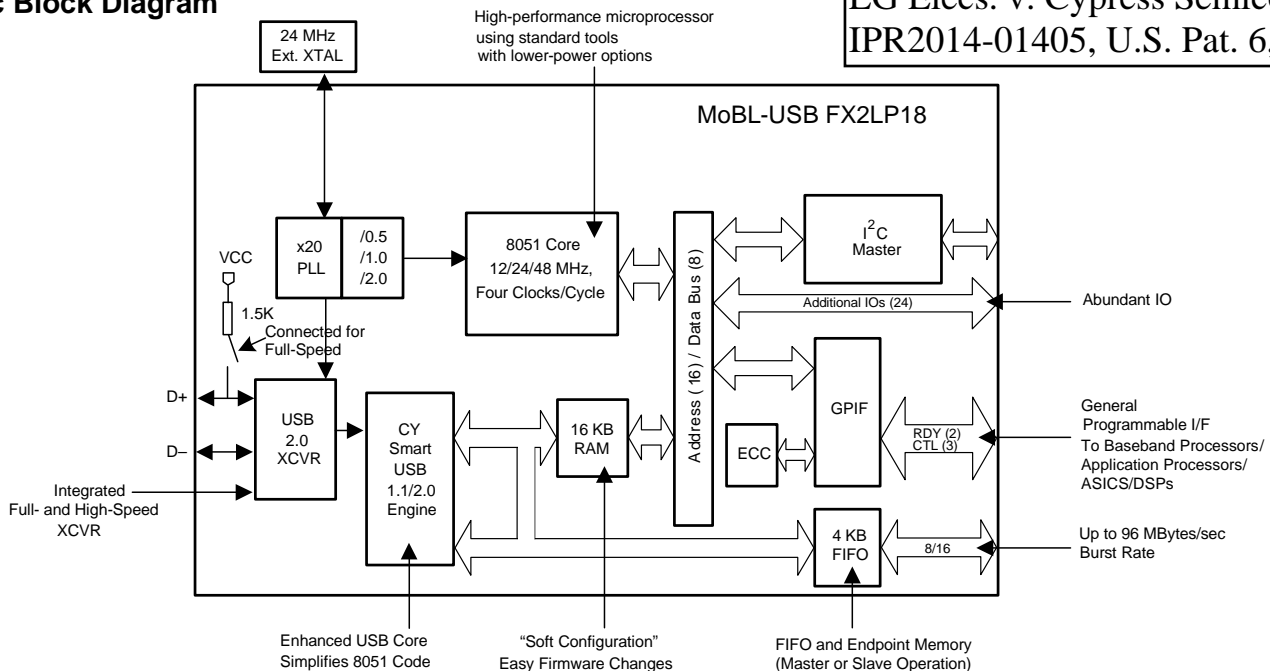 Block Diagram
LG Elecs. v. Cypress
IPR2014-01405, U.S. Pat. 6,
High-performance microprocessor
using standard tools
with lower-power options
24 MHz
Ext. XTAL
MoBL-USB FX2LP18
x20
PLL
/0.5
/1.0
/2.0
8051 Core
12/24/48 MHz,
Four Clocks/Cycle
Address (16) / Data Bus (8)
I²C
Master
VCC
1.5K
Connected for
Full-Speed
Additional IOs (24)
Abundant IO
D+
D–
USB
2.0
XCVR
CY
Smart
USB
1.1/2.0
Engine
16 KB
RAM
ECC
GPIF
RDY (2)
CTL (3)
General
Programmable I/F
To Baseband Processors/
Application Processors/
ASICS/DSPs
Integrated
Full- and High-Speed
XCVR
4 KB
FIFO
8/16
Up to 96 MBytes/sec
Burst Rate
Enhanced USB Core
Simplifies 8051 Code
“Soft Configuration”
Easy Firmware Changes
FIFO and Endpoint Memory
(Master or Slave Operation)